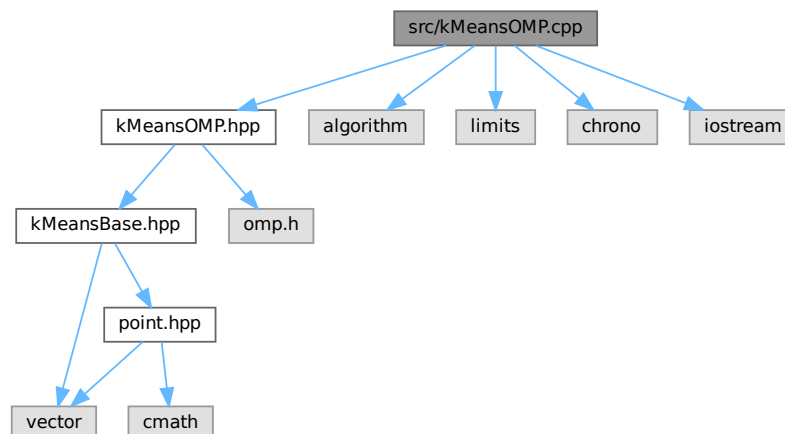 src/kMeansOMP.cpp
kMeansOMP.hpp
algorithm
limits
chrono
iostream
kMeansBase.hpp
omp.h
point.hpp
vector
cmath